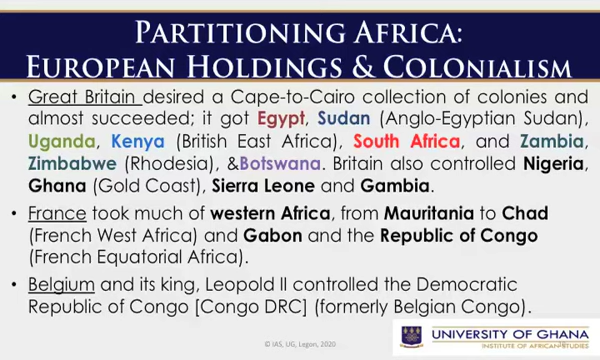 PARTITIONING AFRICA:
EUROPEAN HOLDINGS & COLONIALISM
• Great Britain desired a Cape-to-Cairo collection of colonies and
almost succeeded; it got Egypt, Sudan (Anglo-Egyptian Sudan),
Uganda, Kenya (British East Africa), South Africa, and Zambia,
Zimbabwe (Rhodesia), &Botswana. Britain also controlled Nigeria,
Ghana (Gold Coast), Sierra Leone and Gambia.
• France took much of western Africa, from Mauritania to Chad
(French West Africa) and Gabon and the Republic of Congo
(French Equatorial Africa).
• Belgium and its king, Leopold II controlled the Democratic
Republic of Congo [Congo DRC] (formerly Belgian Congo).
© IAS, UG, Legon, 2020
UNIVERSITY OF GHANA
INSTITUTE OF AFRICAN STUDIES